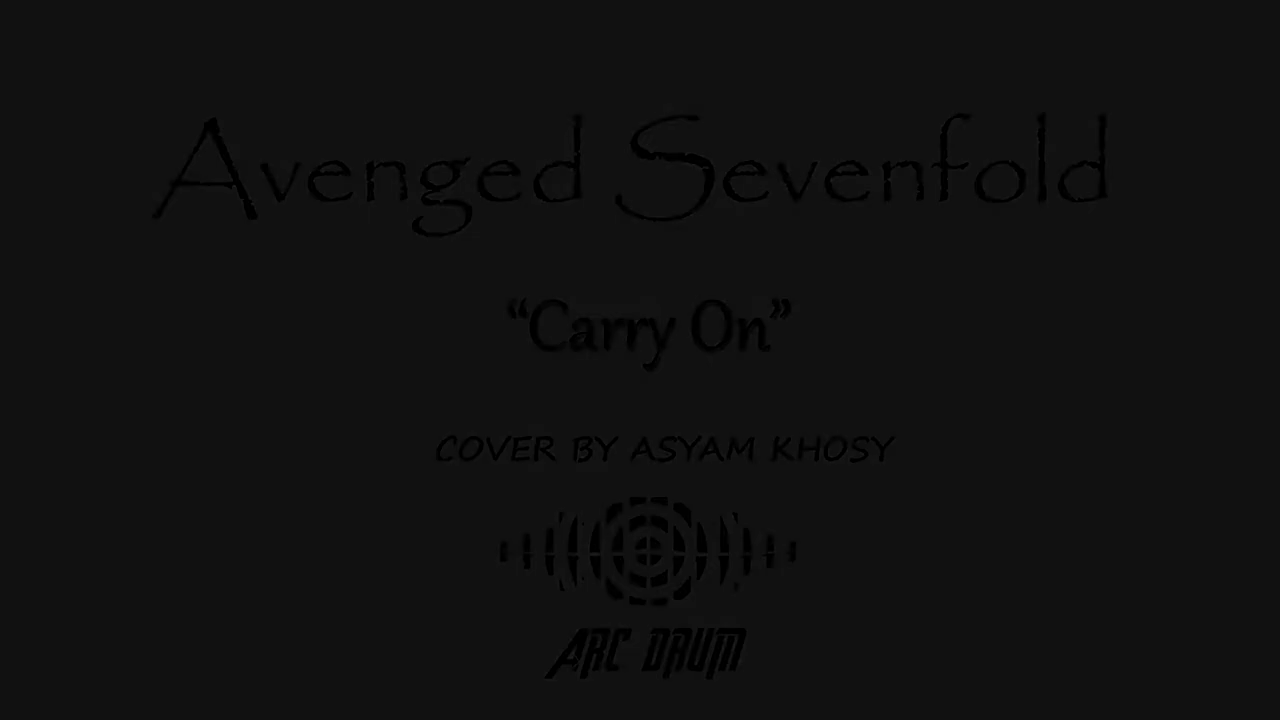 Avenged Sevenfold
“Carry On”
COVER BY ASYAM KHOSY
ARC DRUM